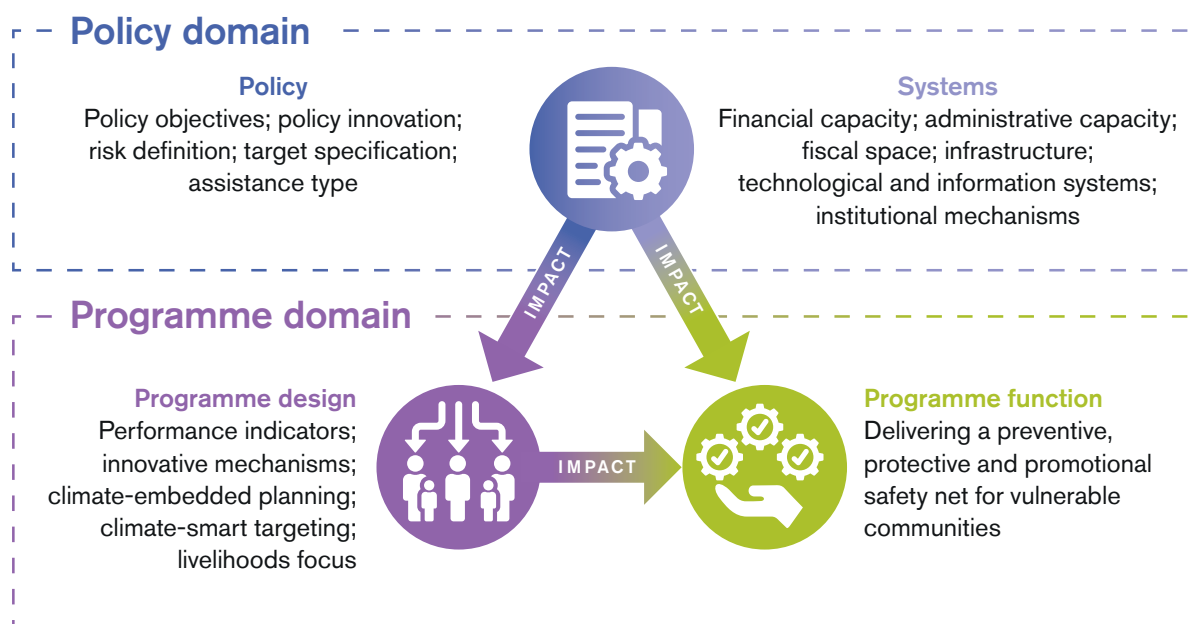 Policy domain
Policy
Policy objectives; policy innovation;
risk definition; target specification;
assistance type
Systems
Financial capacity; administrative capacity;
fiscal space; infrastructure;
technological and information systems;
institutional mechanisms
IMPACT
IMPACT
Programme domain
Programme design
Performance indicators;
innovative mechanisms;
climate-embedded planning;
climate-smart targeting;
livelihoods focus
IMPACT
Programme function
Delivering a preventive,
protective and promotional
safety net for vulnerable
communities